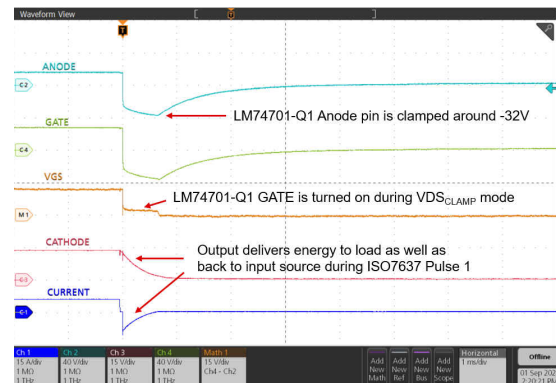 Waveform View
T
T
ANODE
C2
LM74701-Q1 Anode pin is clamped around -32V
GATE
C4
VGS
LM74701-Q1 GATE is turned on during VDSCLAMP mode
M1
CATHODE
Output delivers energy to load as well as
back to input source during ISO7637 Pulse 1
C3
CURRENT
C1
Ch 1 Ch 2 Ch 3 Ch 4 Math 1
15 A/div 40 V/div 15 V/div 40 V/div 15 V/div
1 MΩ 1 MΩ 1 MΩ 1 MΩ Ch4 - Ch2
1 THz 1 THz 1 THz 1 THz
Add New Math Add New Ref Add New Bus Add New Scope
Horizontal
1 ms/div
Offline
01 Sep 202